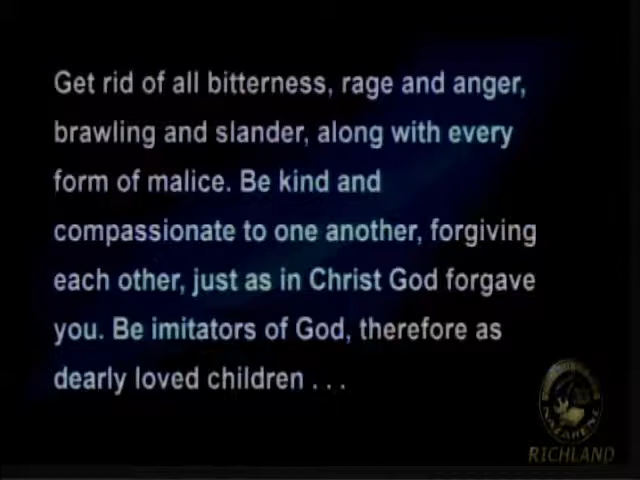 Get rid of all bitterness, rage and anger,
brawling and slander, along with every
form of malice. Be kind and
compassionate to one another, forgiving
each other, just as in Christ God forgave
you. Be imitators of God, therefore as
dearly loved children . . .
NAZARENE
RICHLAND